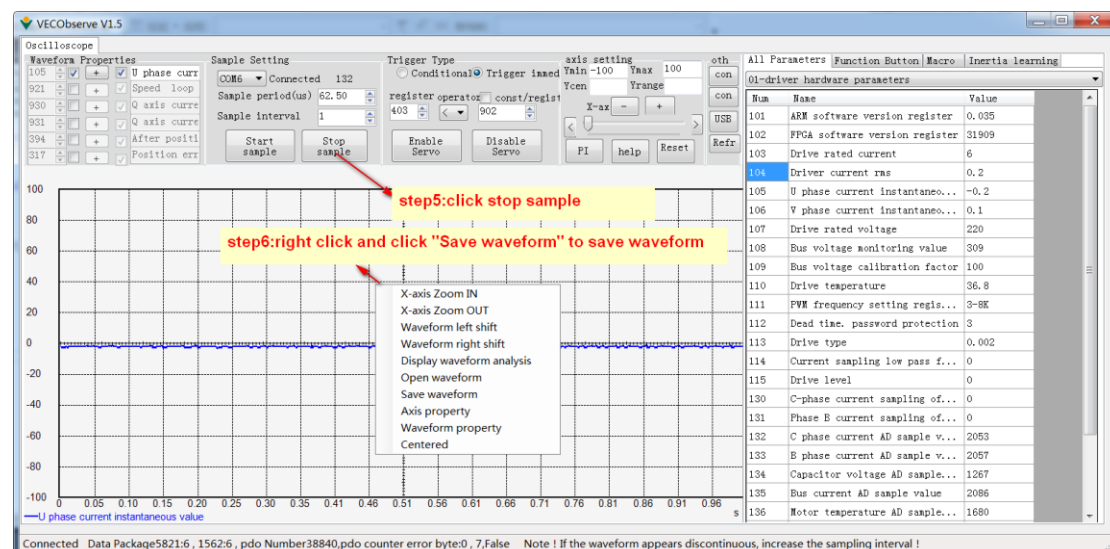 VECObserve V1.5
Oscilloscope
Waveform Properties
105 + U phase curr
921 + Speed loop
930 + Q axis curre
931 + Q axis curre
394 + After positi
317 + Position err
Sample Setting
COM6 Connected 132
Sample period(us) 62.50
Sample interval 1
Start sample
Stop sample
Trigger Type
Conditional Trigger immed
register operator const/regist
403 < 902
Enable Servo
Disable Servo
axis setting
Ymin -100 Ymax 100
Ycen Yrange
X-ax - +
< >
PI help Reset
oth
con
con
USB
Refr
step5:click stop sample
step6:right click and click "Save waveform" to save waveform
X-axis Zoom IN
X-axis Zoom OUT
Waveform left shift
Waveform right shift
Display waveform analysis
Open waveform
Save waveform
Axis property
Waveform property
Centered
100
80
60
40
20
0
-20
-40
-60
-80
-100
0 0.05 0.10 0.15 0.20 0.25 0.30 0.35 0.41 0.46 0.51 0.56 0.61 0.66 0.71 0.76 0.81 0.86 0.91 0.96
s
U phase current instantaneous value
All Parameters Function Button Macro Inertia learning
01-driver hardware parameters
Num Name Value
101 ARM software version register 0.035
102 FPGA software version register 31909
103 Drive rated current 6
104 Driver current rms 0.2
105 U phase current instantaneo... -0.2
106 V phase current instantaneo... 0.1
107 Drive rated voltage 220
108 Bus voltage monitoring value 309
109 Bus voltage calibration factor 100
110 Drive temperature 36.8
111 PWM frequency setting regis... 3-8K
112 Dead time. password protection 3
113 Drive type 0.002
114 Current sampling low pass f... 0
115 Drive level 0
130 C-phase current sampling of... 0
131 Phase B current sampling of... 0
132 C phase current AD sample v... 2053
133 B phase current AD sample v... 2057
134 Capacitor voltage AD sample... 1267
135 Bus current AD sample value 2086
136 Motor temperature AD sample... 1680
Connected Data Package5821:6 , 1562:6 , pdo Number38840,pdo counter error byte:0 , 7,False Note ! If the waveform appears discontinuous, increase the sampling interval !